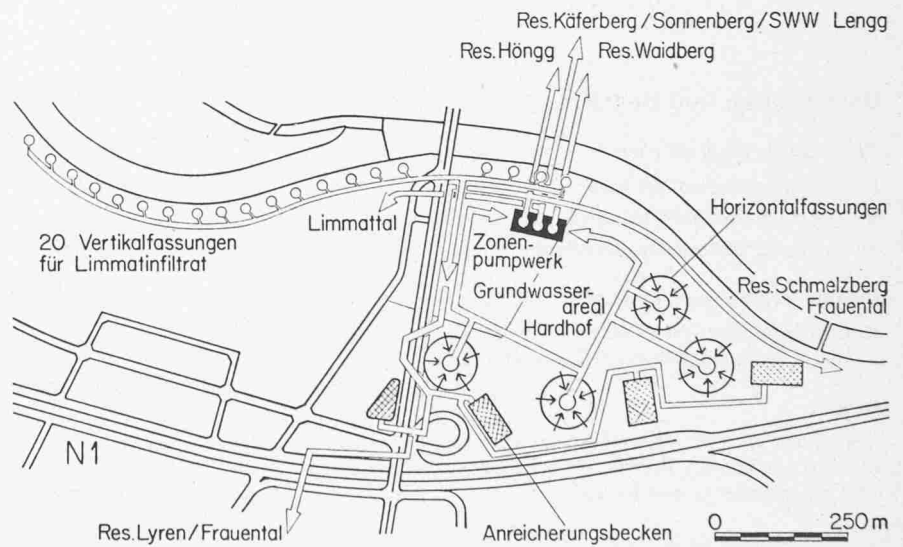 Res. Käferberg/Sonnenberg/SWW Lengg
Res. Höngg
Res. Waidberg
Limmattal
Horizontalfassungen
20 Vertikalfassungen
für Limmatinfiltrat
Zonen-
pumpwerk
Grundwasser-
areal
Hardhof
Res. Schmelzberg
Frauental
N1
Res. Lyren/Frauental
Anreicherungsbecken
0
250 m